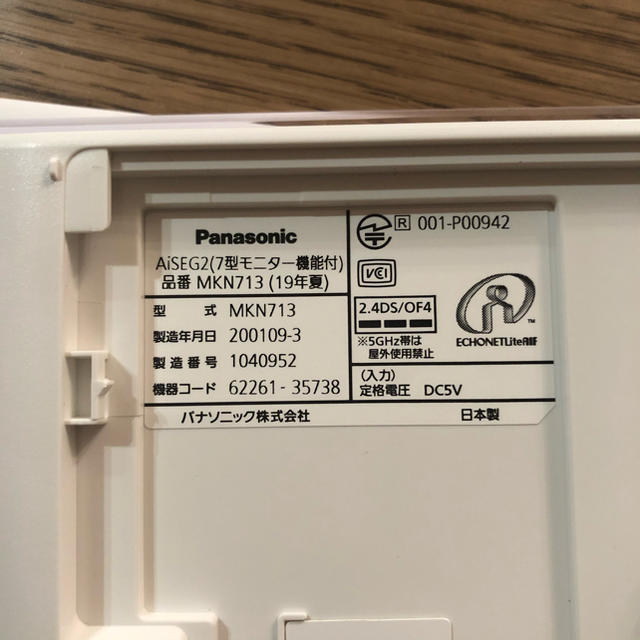 Panasonic
AiSEG2(7型モニター機能付)
品番 MKN713 (19年夏)
型 式 MKN713
製造年月日 200109-3
製造番号 1040952
機器コード 62261-35738
パナソニック株式会社
R 001-P00942
VCI
2.4DS/OF4
※5GHz帯は
屋外使用禁止
ECHONETLiteAIF
TM
(入力)
定格電圧 DC5V
日本製